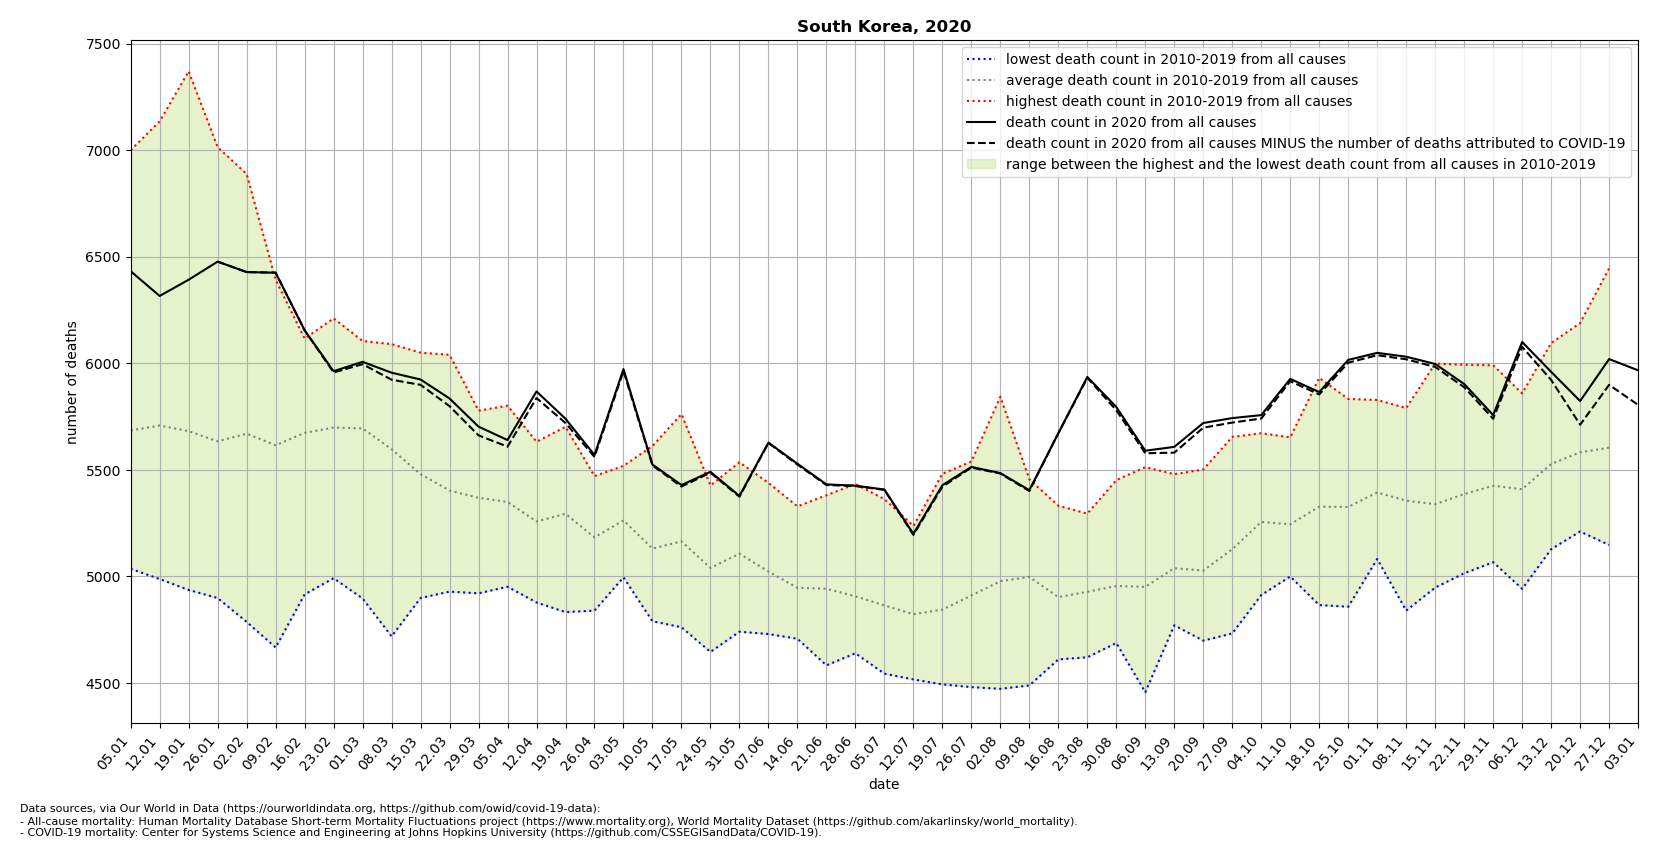 South Korea, 2020
7500
7000
6500
6000
5500
5000
4500
number of deaths
lowest death count in 2010-2019 from all causes
average death count in 2010-2019 from all causes
highest death count in 2010-2019 from all causes
death count in 2020 from all causes
death count in 2020 from all causes MINUS the number of deaths attributed to COVID-19
range between the highest and the lowest death count from all causes in 2010-2019
05.01 12.01 19.01 26.01 02.02 09.02 16.02 23.02 01.03 08.03 15.03 22.03 29.03 05.04 12.04 19.04 26.04 03.05 10.05 17.05 24.05 31.05 07.06 14.06 21.06 28.06 05.07 12.07 19.07 26.07 02.08 09.08 16.08 23.08 30.08 06.09 13.09 20.09 27.09 04.10 11.10 18.10 25.10 01.11 08.11 15.11 22.11 29.11 06.12 13.12 20.12 27.12 03.01
date
Data sources, via Our World in Data (https://ourworldindata.org, https://github.com/owid/covid-19-data):
- All-cause mortality: Human Mortality Database Short-term Mortality Fluctuations project (https://www.mortality.org), World Mortality Dataset (https://github.com/akarlinsky/world_mortality).
- COVID-19 mortality: Center for Systems Science and Engineering at Johns Hopkins University (https://github.com/CSSEGISandData/COVID-19).